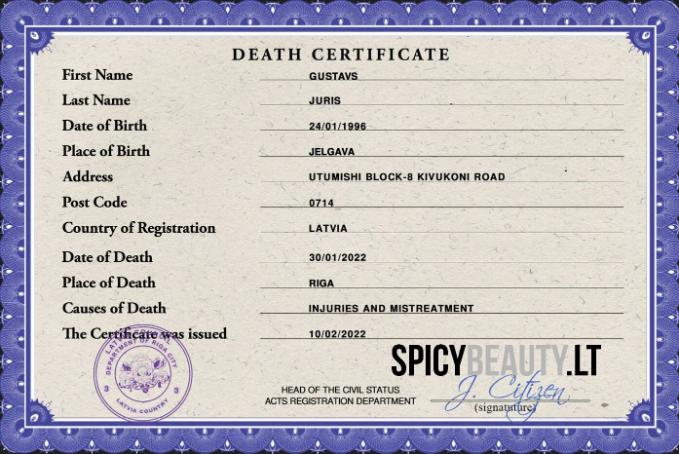 DEATH CERTIFICATE
First Name GUSTAVS
Last Name JURIS
Date of Birth 24/01/1996
Place of Birth JELGAVA
Address UTUMISHI BLOCK-8 KIVUKONI ROAD
Post Code 0714
Country of Registration LATVIA
Date of Death 30/01/2022
Place of Death RIGA
Causes of Death INJURIES AND MISTREATMENT
The Certificate was issued 10/02/2022
DEPARTMENT OF RIGA CITY
3 3
LATVIA COUNTRY
SPICYBEAUTY.LT
HEAD OF THE CIVIL STATUS
ACTS REGISTRATION DEPARTMENT
J. Citizen
(signatuture)